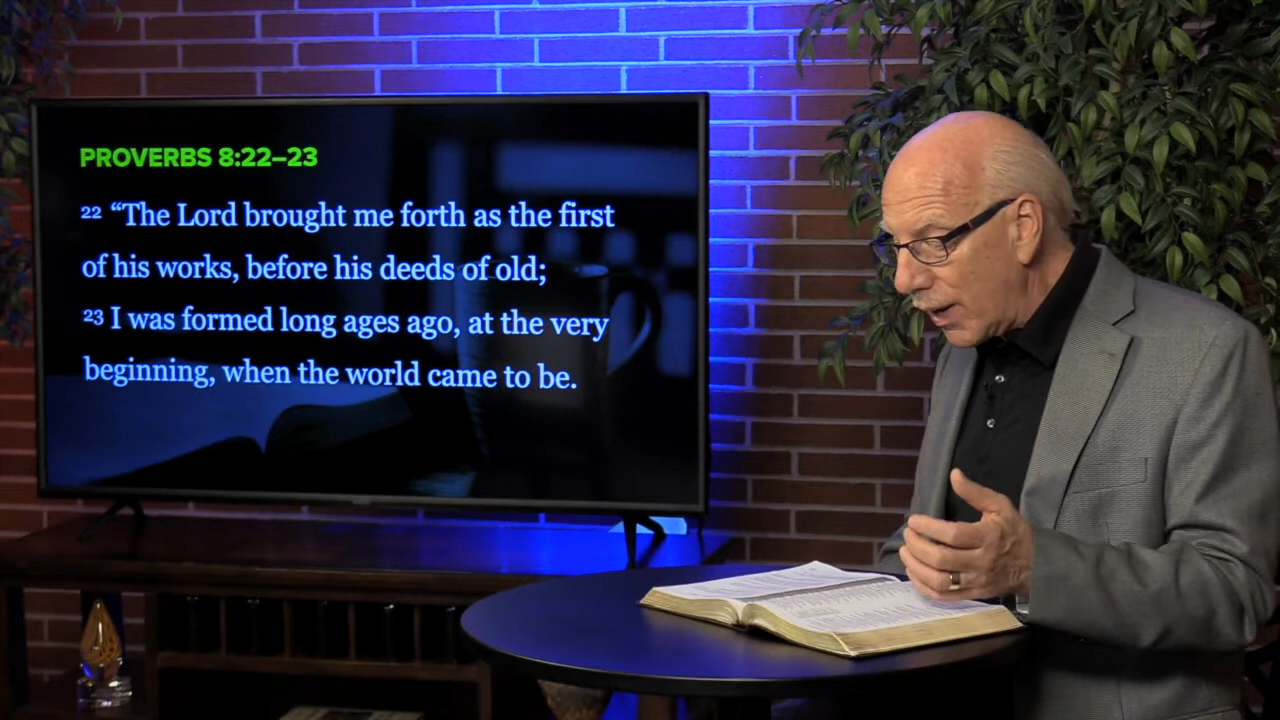 PROVERBS 8:22–23
²² “The Lord brought me forth as the first
of his works, before his deeds of old;
²³ I was formed long ages ago, at the very
beginning, when the world came to be.